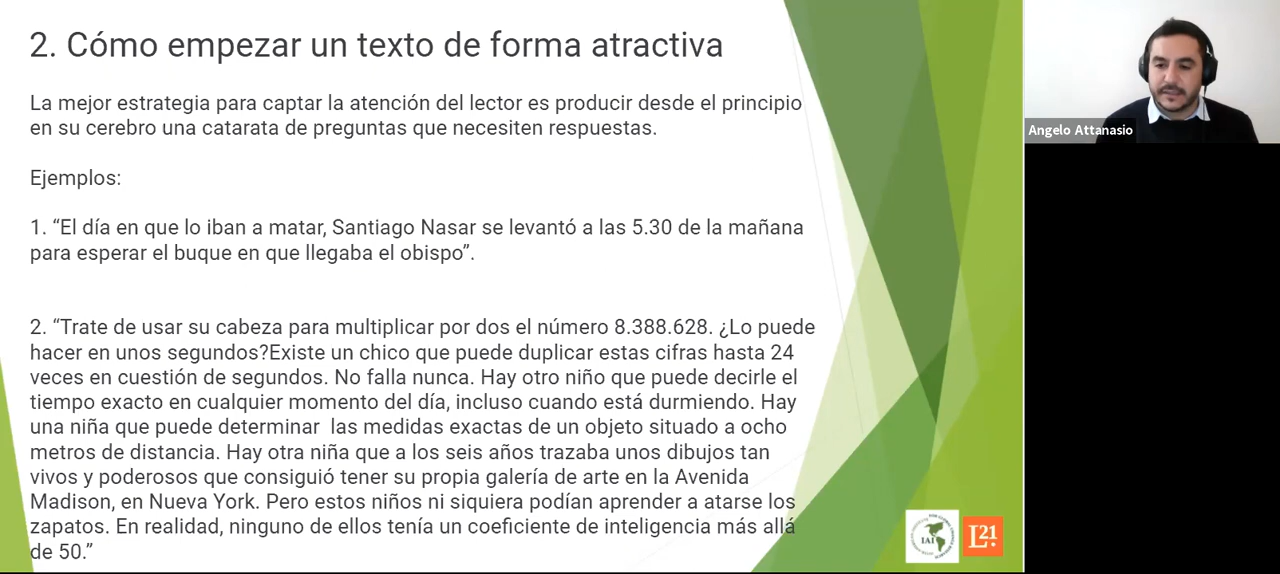 2. Cómo empezar un texto de forma atractiva
La mejor estrategia para captar la atención del lector es producir desde el principio
en su cerebro una catarata de preguntas que necesiten respuestas.
Ejemplos:
1. “El día en que lo iban a matar, Santiago Nasar se levantó a las 5.30 de la mañana
para esperar el buque en que llegaba el obispo”.
2. “Trate de usar su cabeza para multiplicar por dos el número 8.388.628. ¿Lo puede
hacer en unos segundos?Existe un chico que puede duplicar estas cifras hasta 24
veces en cuestión de segundos. No falla nunca. Hay otro niño que puede decirle el
tiempo exacto en cualquier momento del día, incluso cuando está durmiendo. Hay
una niña que puede determinar  las medidas exactas de un objeto situado a ocho
metros de distancia. Hay otra niña que a los seis años trazaba unos dibujos tan
vivos y poderosos que consiguió tener su propia galería de arte en la Avenida
Madison, en Nueva York. Pero estos niños ni siquiera podían aprender a atarse los
zapatos. En realidad, ninguno de ellos tenía un coeficiente de inteligencia más allá
de 50.”
Angelo Attanasio
IAI
L21